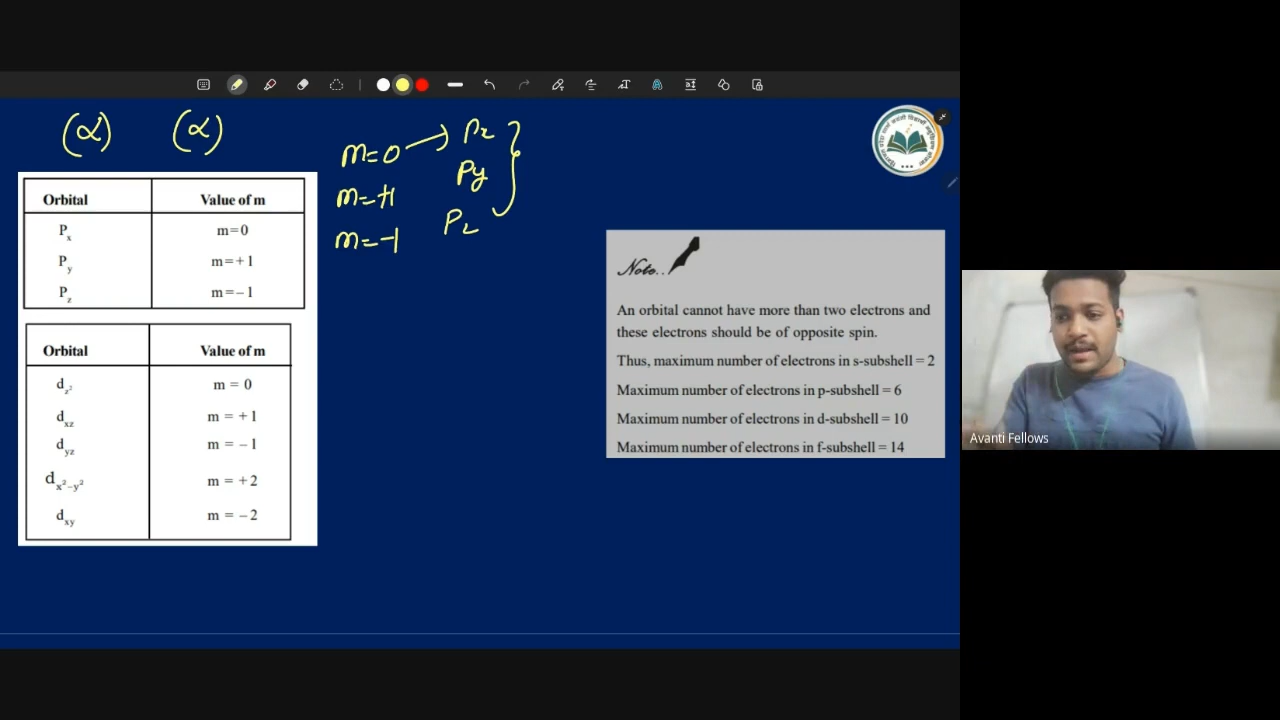 (α) (α)
m=0 → Pz
m=+1 Py
m=-1 Pz
Orbital Value of m
Px m=0
Py m=+1
Pz m=−1
Orbital Value of m
dz² m = 0
dxz m = +1
dyz m = −1
dx²−y² m = +2
dxy m = −2
Note..
An orbital cannot have more than two electrons and
these electrons should be of opposite spin.
Thus, maximum number of electrons in s-subshell = 2
Maximum number of electrons in p-subshell = 6
Maximum number of electrons in d-subshell = 10
Maximum number of electrons in f-subshell = 14
Avanti Fellows